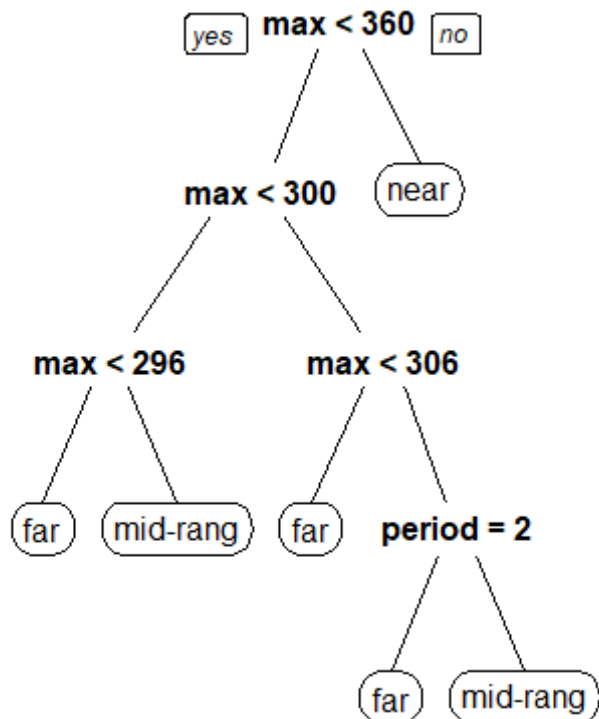 yes max < 360 no
max < 300 near
max < 296 max < 306
far mid-rang far period = 2
far mid-rang